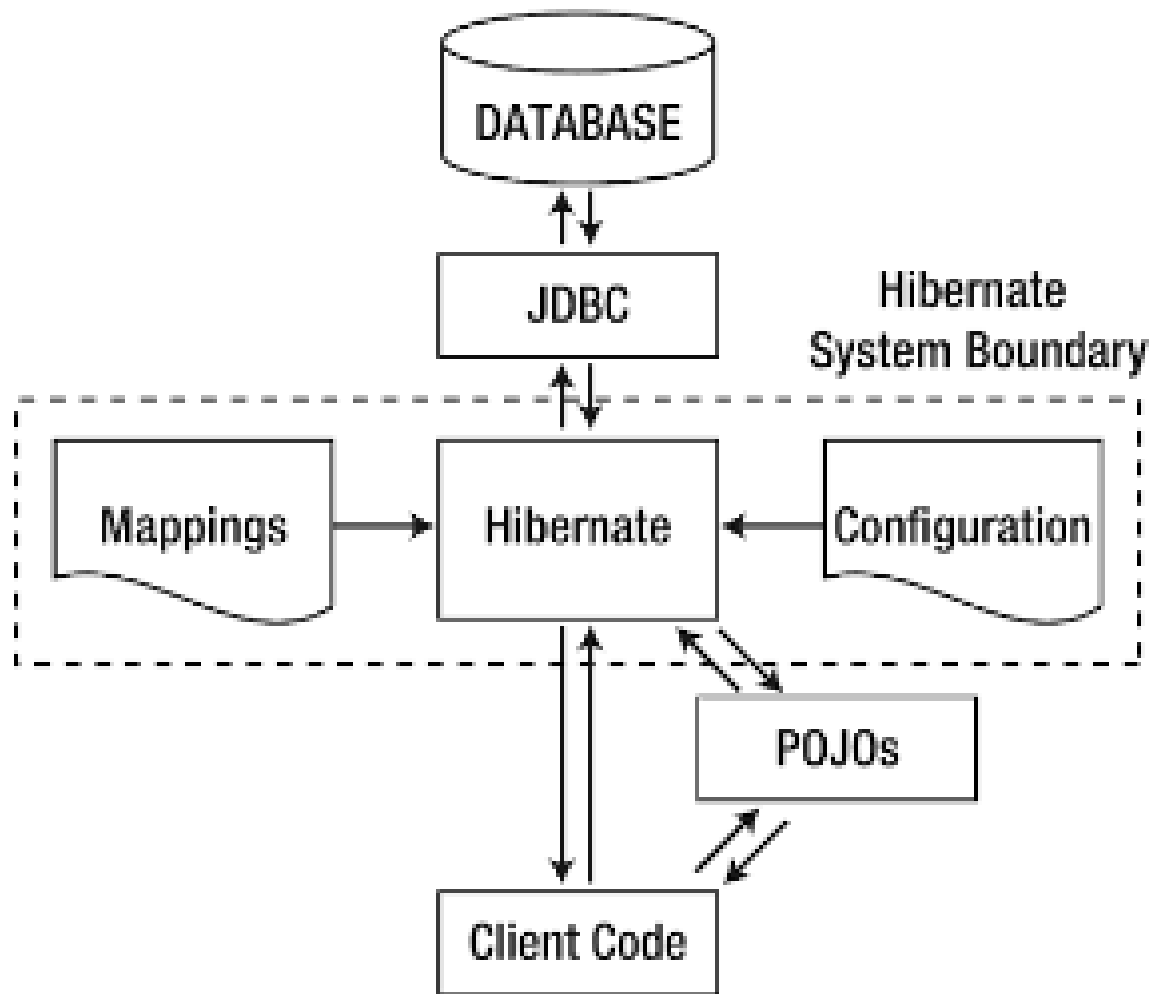 DATABASE
JDBC
Hibernate
System Boundary
Mappings
Hibernate
Configuration
POJOs
Client Code